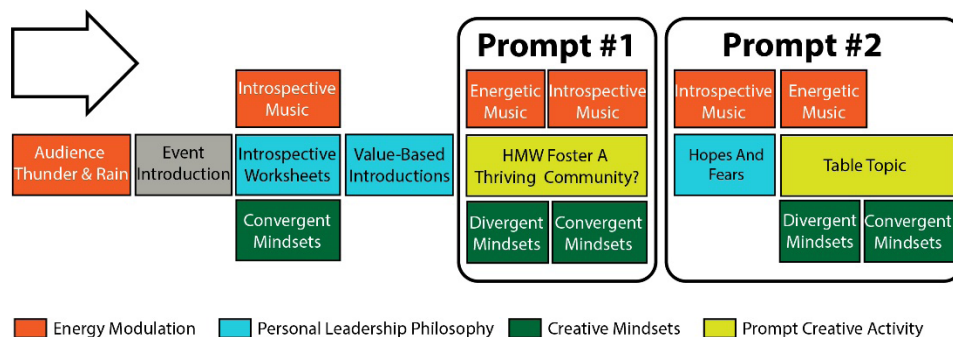 Prompt #1
Prompt #2
Introspective
Music
Energetic
Music
Introspective
Music
Introspective
Music
Energetic
Music
Audience
Thunder & Rain
Event
Introduction
Introspective
Worksheets
Value-Based
Introductions
HMW Foster A
Thriving Community?
Hopes And
Fears
Table Topic
Convergent
Mindsets
Divergent
Mindsets
Convergent
Mindsets
Divergent
Mindsets
Convergent
Mindsets
Energy Modulation
Personal Leadership Philosophy
Creative Mindsets
Prompt Creative Activity